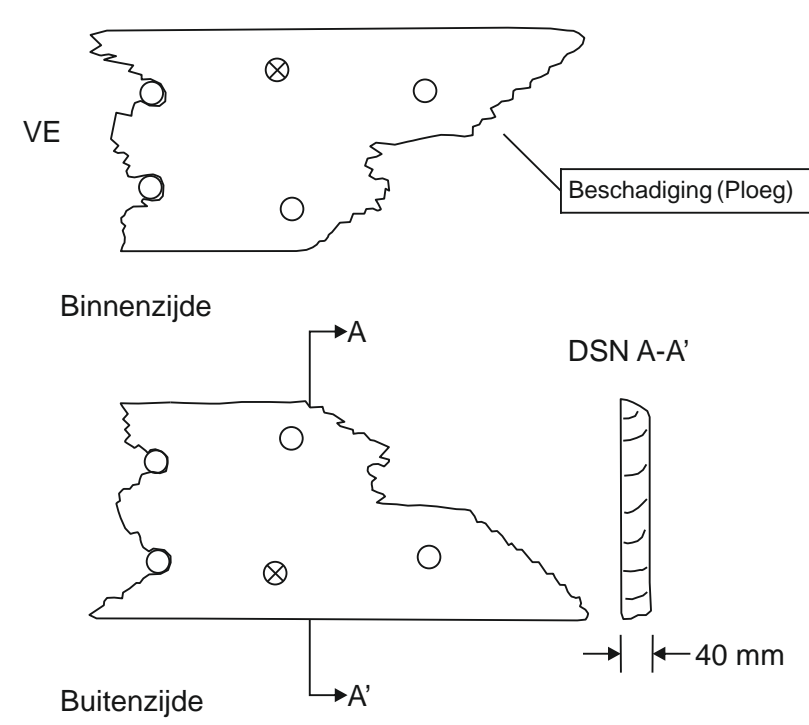 VE
Beschadiging (Ploeg)
Binnenzijde
A
DSN A-A’
40 mm
A’
Buitenzijde